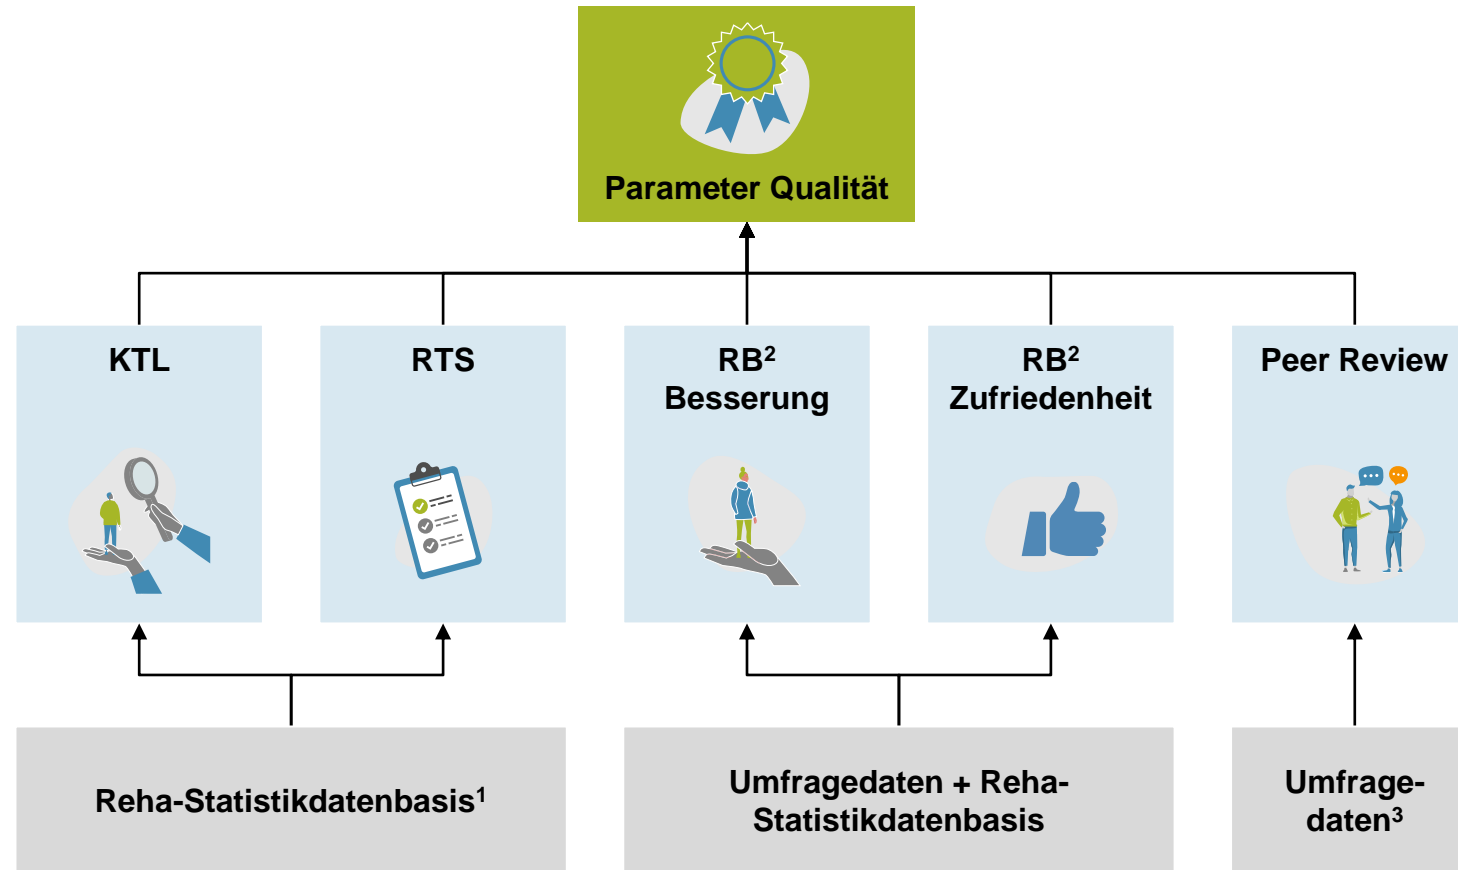 Parameter Qualität
KTL
RTS
RB²
Besserung
RB²
Zufriedenheit
Peer Review
Reha-Statistikdatenbasis¹
Umfragedaten + Reha-
Statistikdatenbasis
Umfrage-
daten³